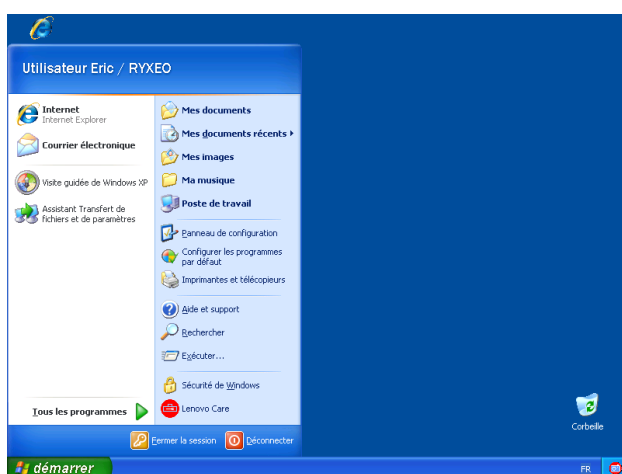 Utilisateur Eric / RYXEO
Internet
Internet Explorer
Courrier électronique
Visite guidée de Windows XP
Assistant Transfert de
fichiers et de paramètres
Tous les programmes
Mes documents
Mes documents récents
Mes images
Ma musique
Poste de travail
Panneau de configuration
Configurer les programmes
par défaut
Imprimantes et télécopieurs
Aide et support
Rechercher
Exécuter...
Sécurité de Windows
Lenovo Care
Fermer la session
Déconnecter
Corbeille
démarrer
FR